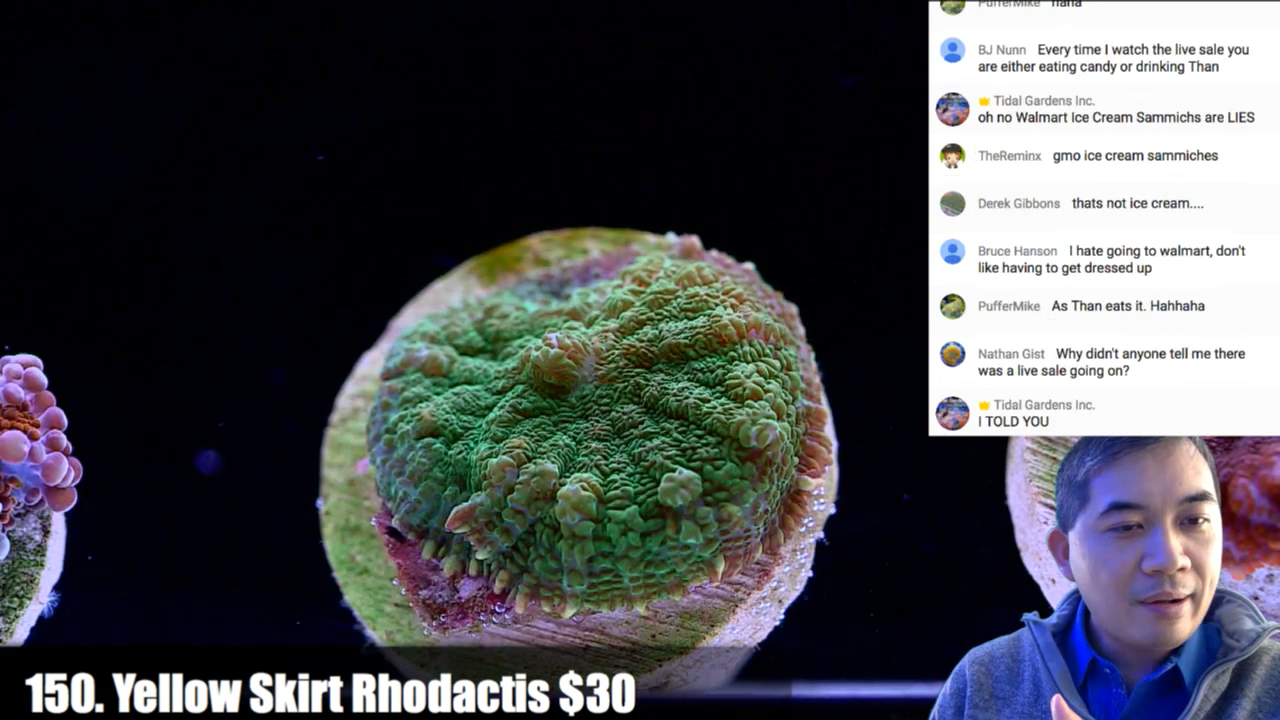 PufferMike haha
BJ Nunn Every time I watch the live sale you
are either eating candy or drinking Than
Tidal Gardens Inc.
oh no Walmart Ice Cream Sammichs are LIES
TheReminx gmo ice cream sammiches
Derek Gibbons thats not ice cream....
Bruce Hanson I hate going to walmart, don't
like having to get dressed up
PufferMike As Than eats it. Hahhaha
Nathan Gist Why didn't anyone tell me there
was a live sale going on?
Tidal Gardens Inc.
I TOLD YOU
150. Yellow Skirt Rhodactis $30